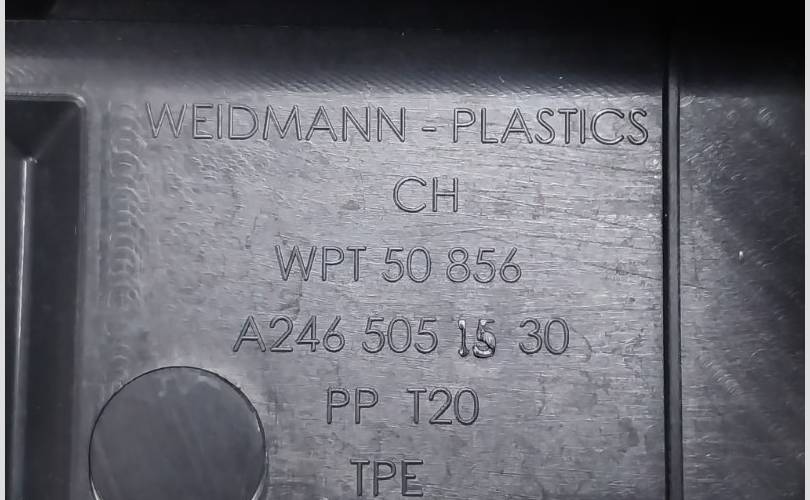 WEIDMANN - PLASTICS
CH
WPT 50 856
A246 505 15 30
PP T20
TPE